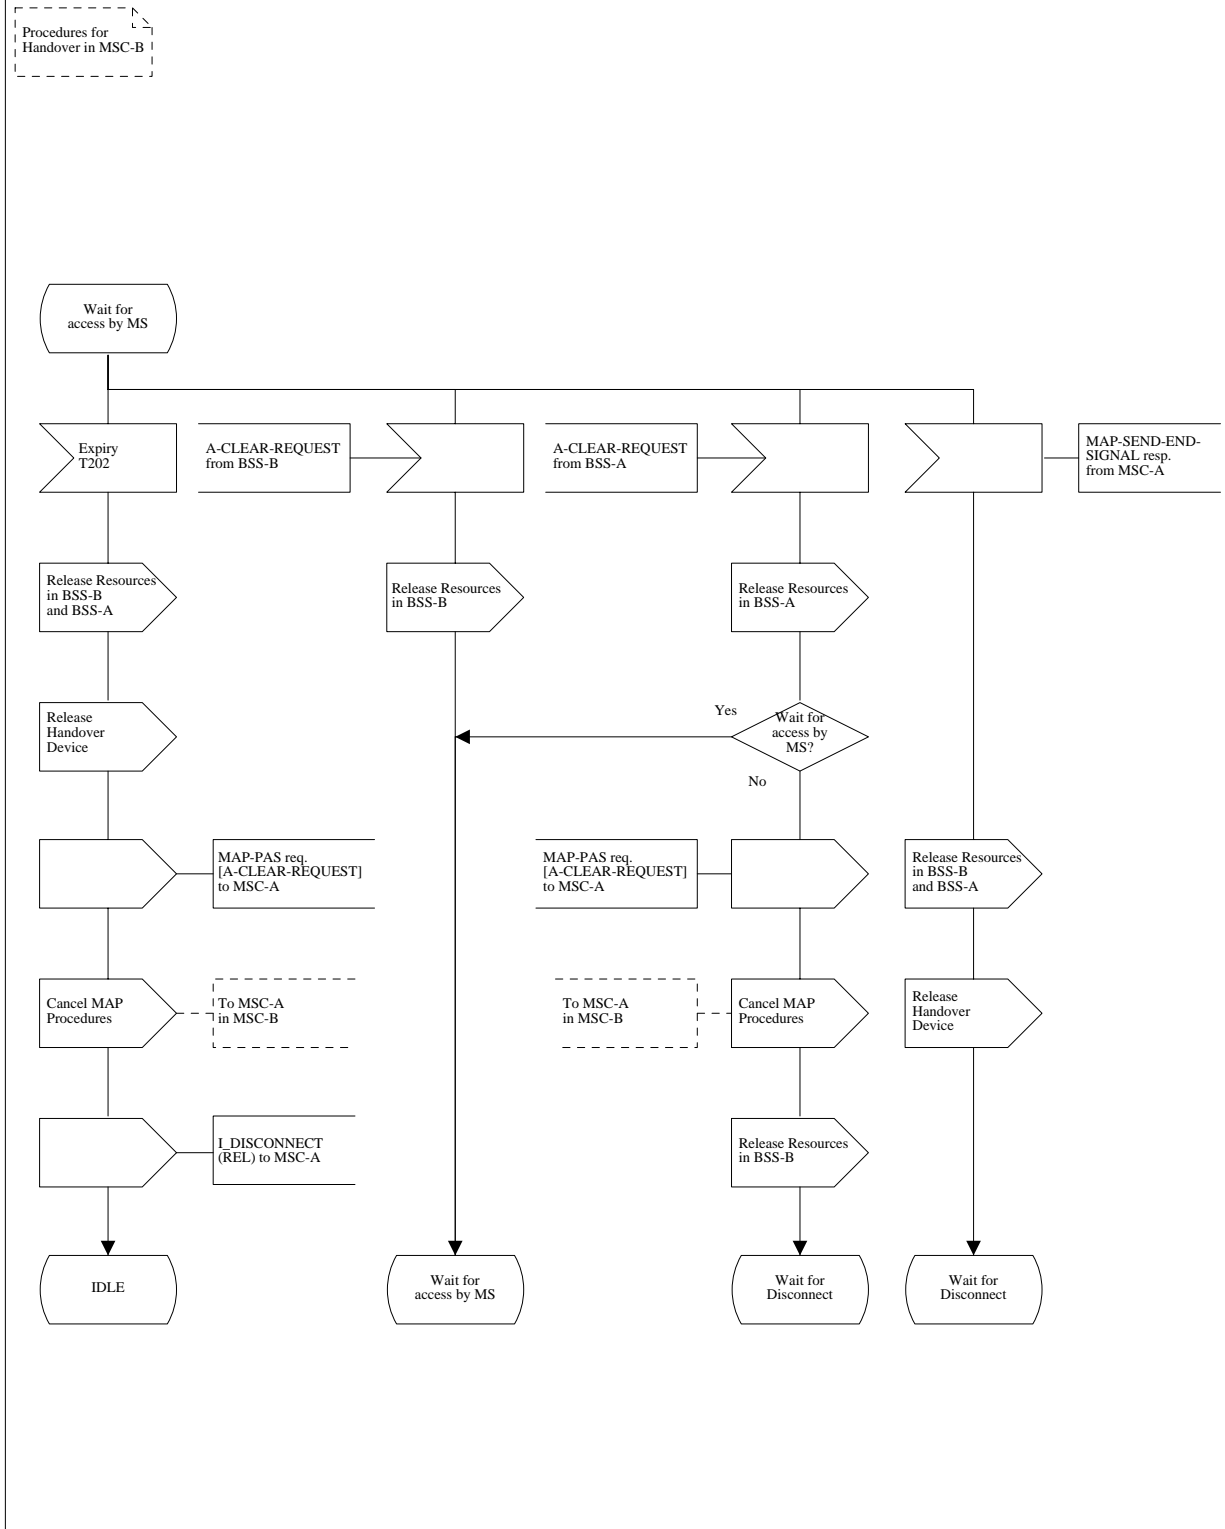 Procedures for
Handover in MSC-B
Wait for
access by MS
Expiry
T202
A-CLEAR-REQUEST
from BSS-B
A-CLEAR-REQUEST
from BSS-A
MAP-SEND-END-
SIGNAL resp.
from MSC-A
Release Resources
in BSS-B
and BSS-A
Release Resources
in BSS-B
Release Resources
in BSS-A
Release
Handover
Device
Yes
Wait for
access by
MS?
No
MAP-PAS req.
[A-CLEAR-REQUEST]
to MSC-A
MAP-PAS req.
[A-CLEAR-REQUEST]
to MSC-A
Release Resources
in BSS-B
and BSS-A
Cancel MAP
Procedures
To MSC-A
in MSC-B
To MSC-A
in MSC-B
Cancel MAP
Procedures
Release
Handover
Device
I_DISCONNECT
(REL) to MSC-A
Release Resources
in BSS-B
IDLE
Wait for
access by MS
Wait for
Disconnect
Wait for
Disconnect